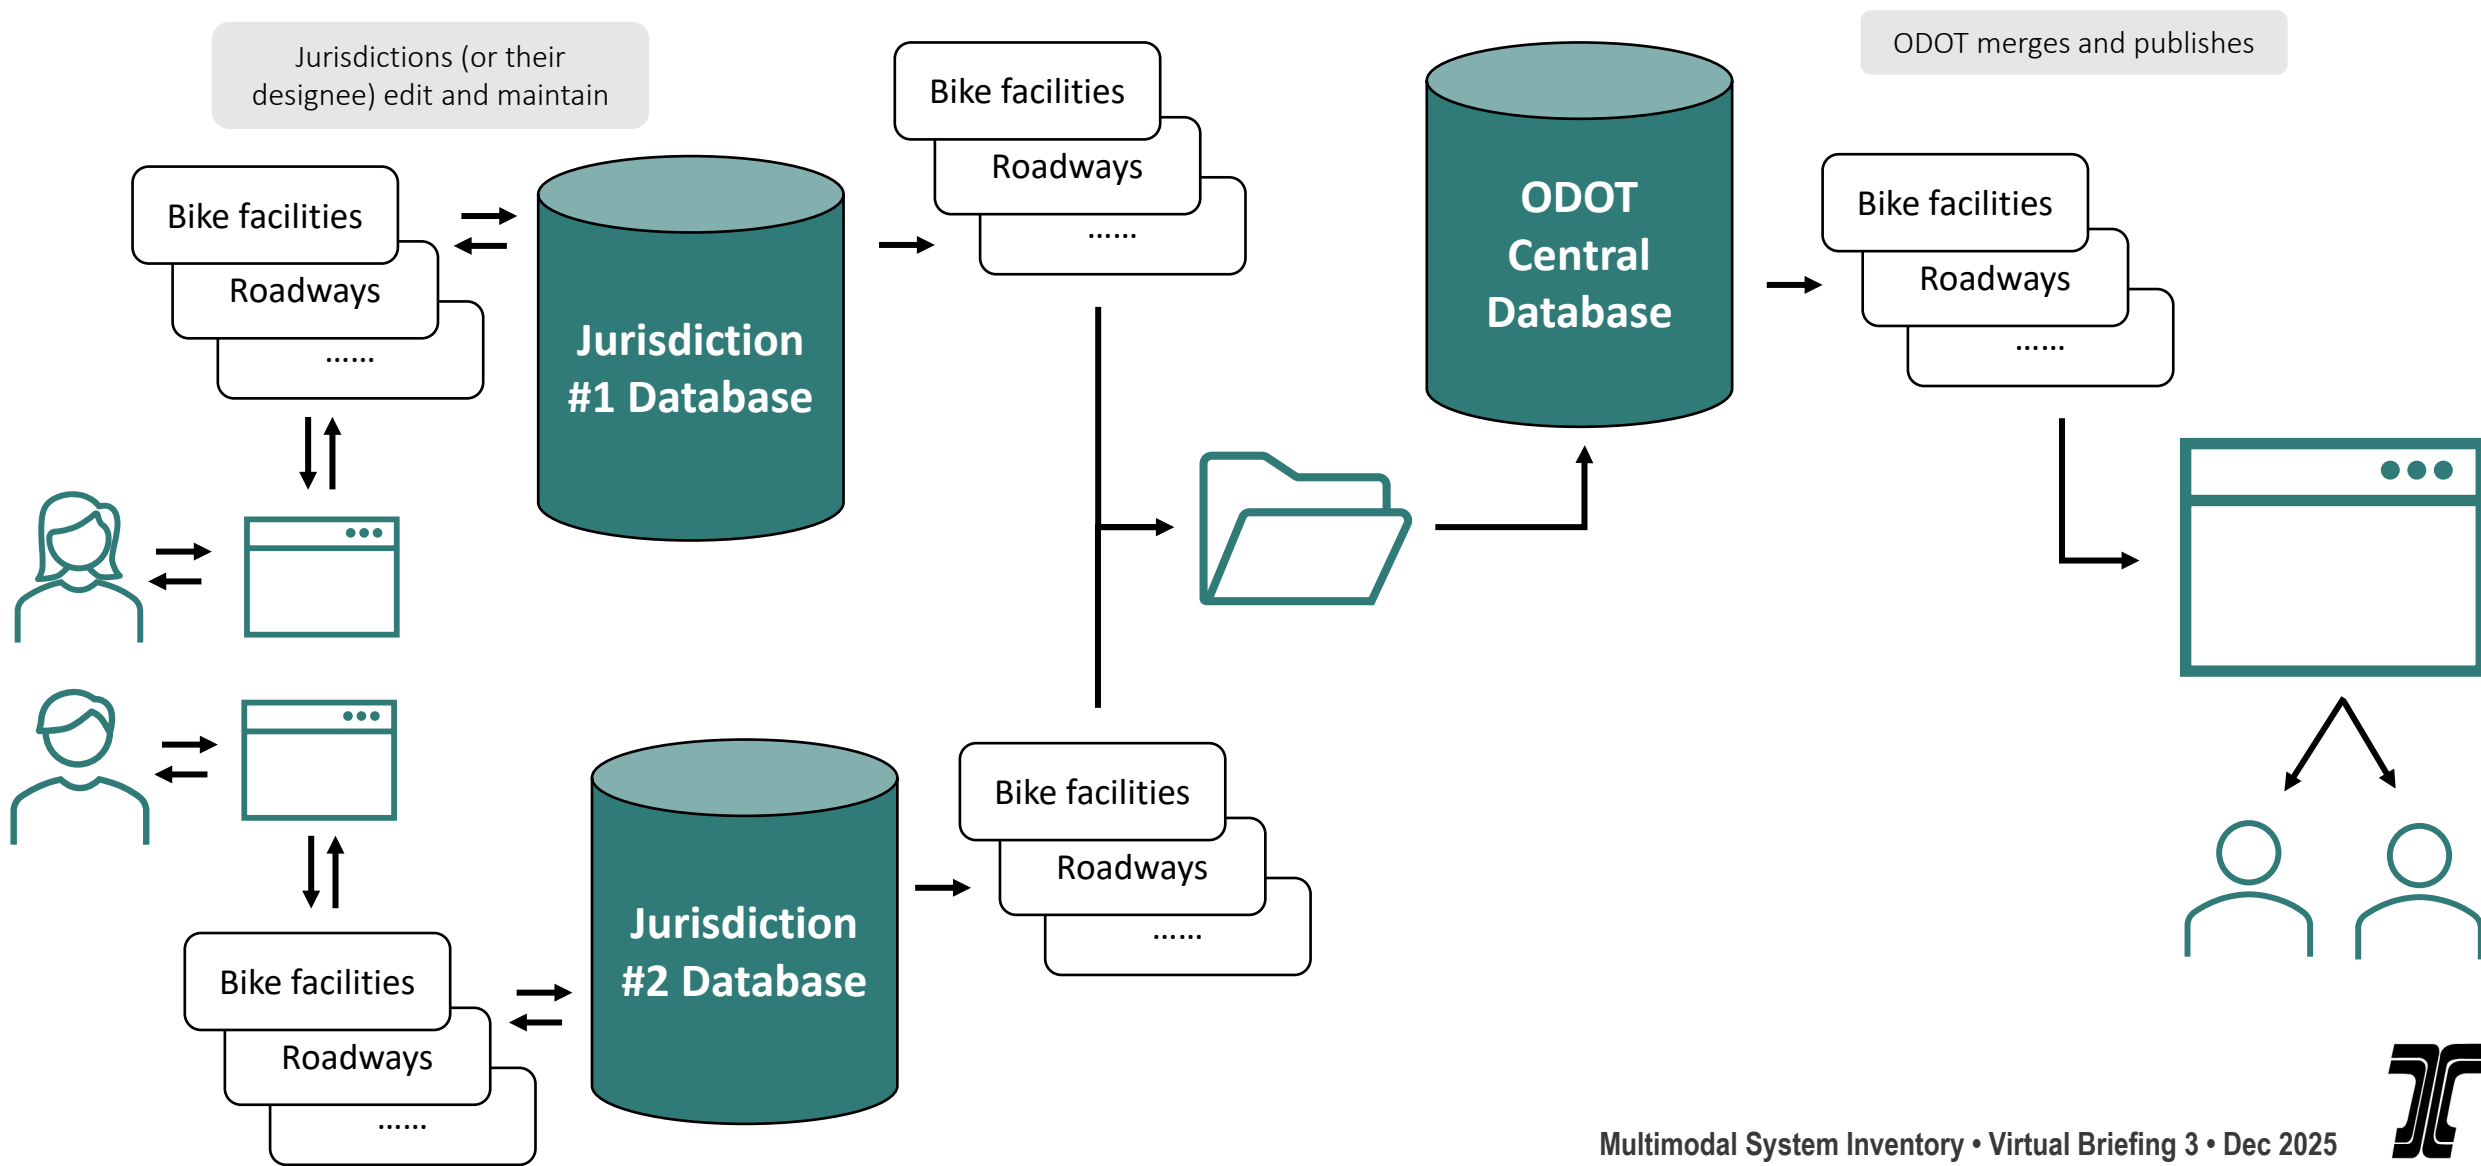 Jurisdictions (or their
designee) edit and maintain
Bike facilities
Roadways
......
Jurisdiction
#1 Database
Bike facilities
Roadways
......
ODOT
Central
Database
ODOT merges and publishes
Bike facilities
Roadways
......
Bike facilities
Roadways
......
Jurisdiction
#2 Database
Bike facilities
Roadways
......
Multimodal System Inventory • Virtual Briefing 3 • Dec 2025